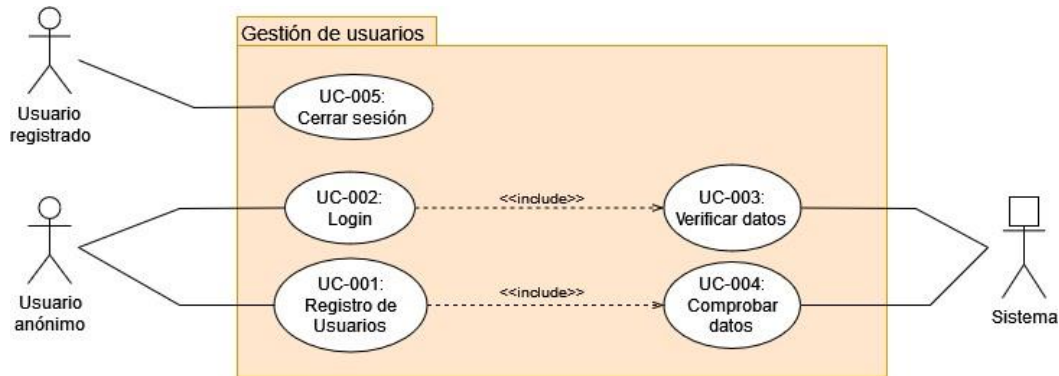 Gestión de usuarios
Usuario
registrado
UC-005:
Cerrar sesión
UC-002:
Login
<<include>>
UC-003:
Verificar datos
Usuario
anónimo
UC-001:
Registro de
Usuarios
<<include>>
UC-004:
Comprobar
datos
Sistema